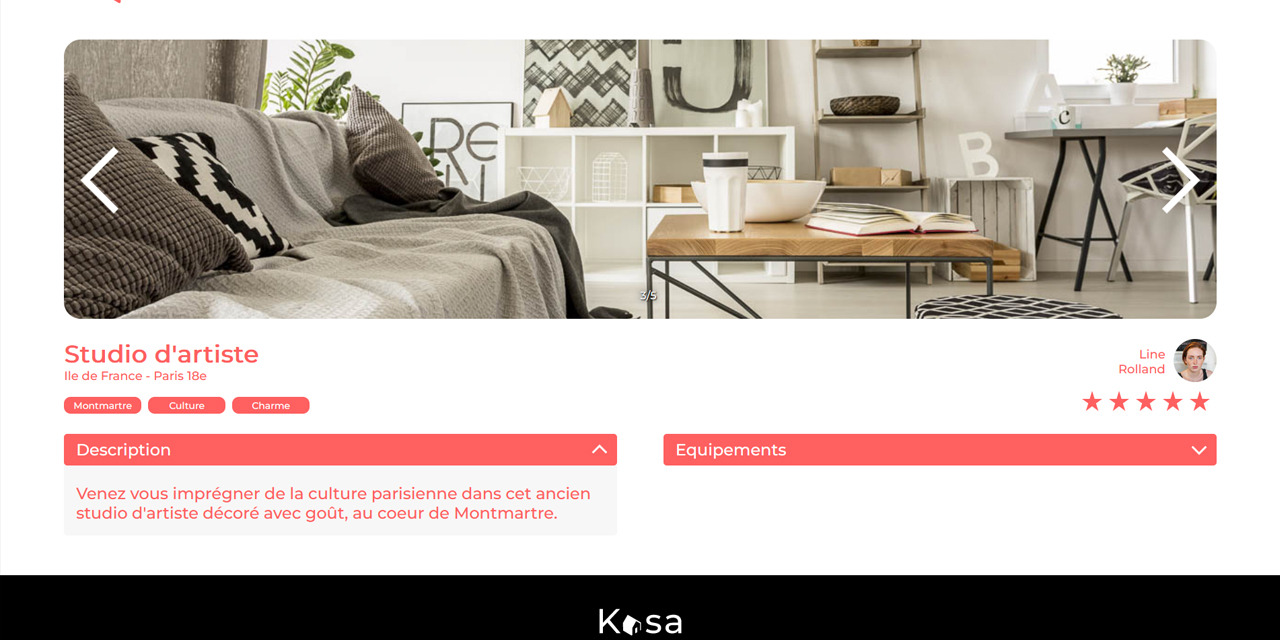 RE
A
C
B
3/5
Studio d'artiste
Ile de France - Paris 18e
Montmartre
Culture
Charme
Line
Rolland
Description
Equipements
Venez vous imprégner de la culture parisienne dans cet ancien
studio d'artiste décoré avec goût, au coeur de Montmartre.
Kasa